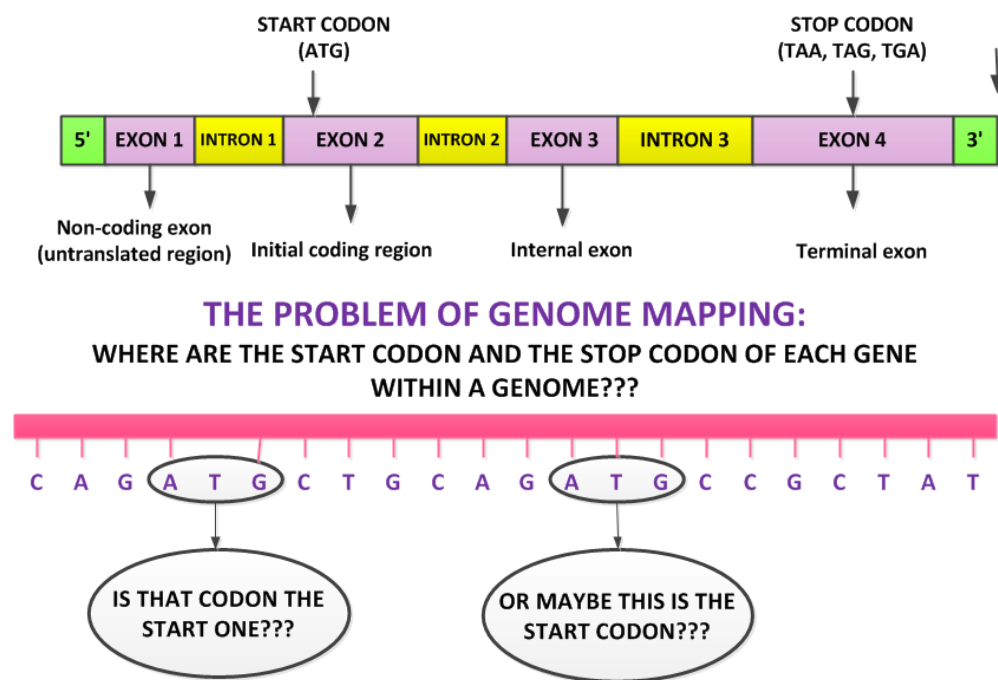 START CODON
(ATG)
STOP CODON
(TAA, TAG, TGA)
5' EXON 1 INTRON 1 EXON 2 INTRON 2 EXON 3 INTRON 3 EXON 4 3'
Non-coding exon
(untranslated region)
Initial coding region
Internal exon
Terminal exon
THE PROBLEM OF GENOME MAPPING:
WHERE ARE THE START CODON AND THE STOP CODON OF EACH GENE
WITHIN A GENOME???
C A G A T G C T G C A G A T G C C G C T A T
IS THAT CODON THE
START ONE???
OR MAYBE THIS IS THE
START CODON???